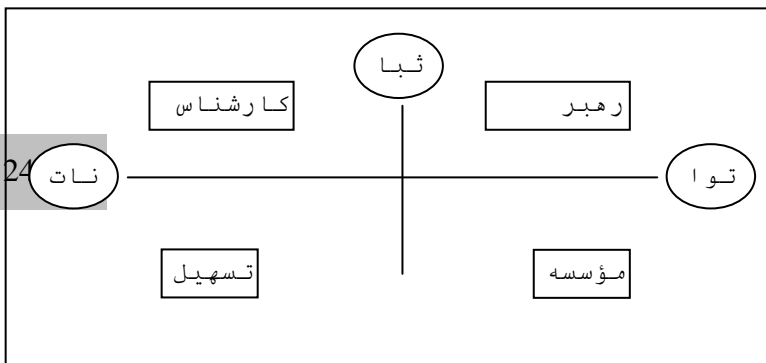 ثبا
رهبر
کارشناس
توا
نات
24
مؤسسه
تسهیل